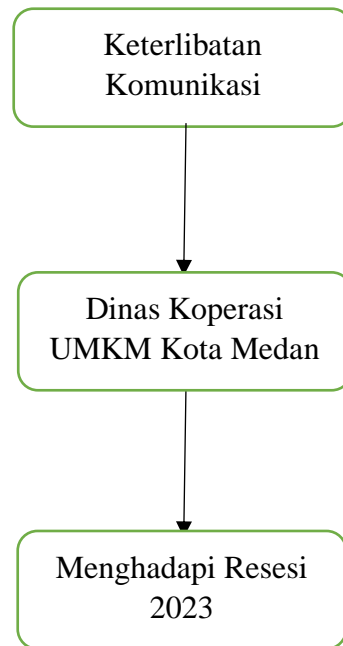 Keterlibatan
Komunikasi
Dinas Koperasi
UMKM Kota Medan
Menghadapi Resesi
2023